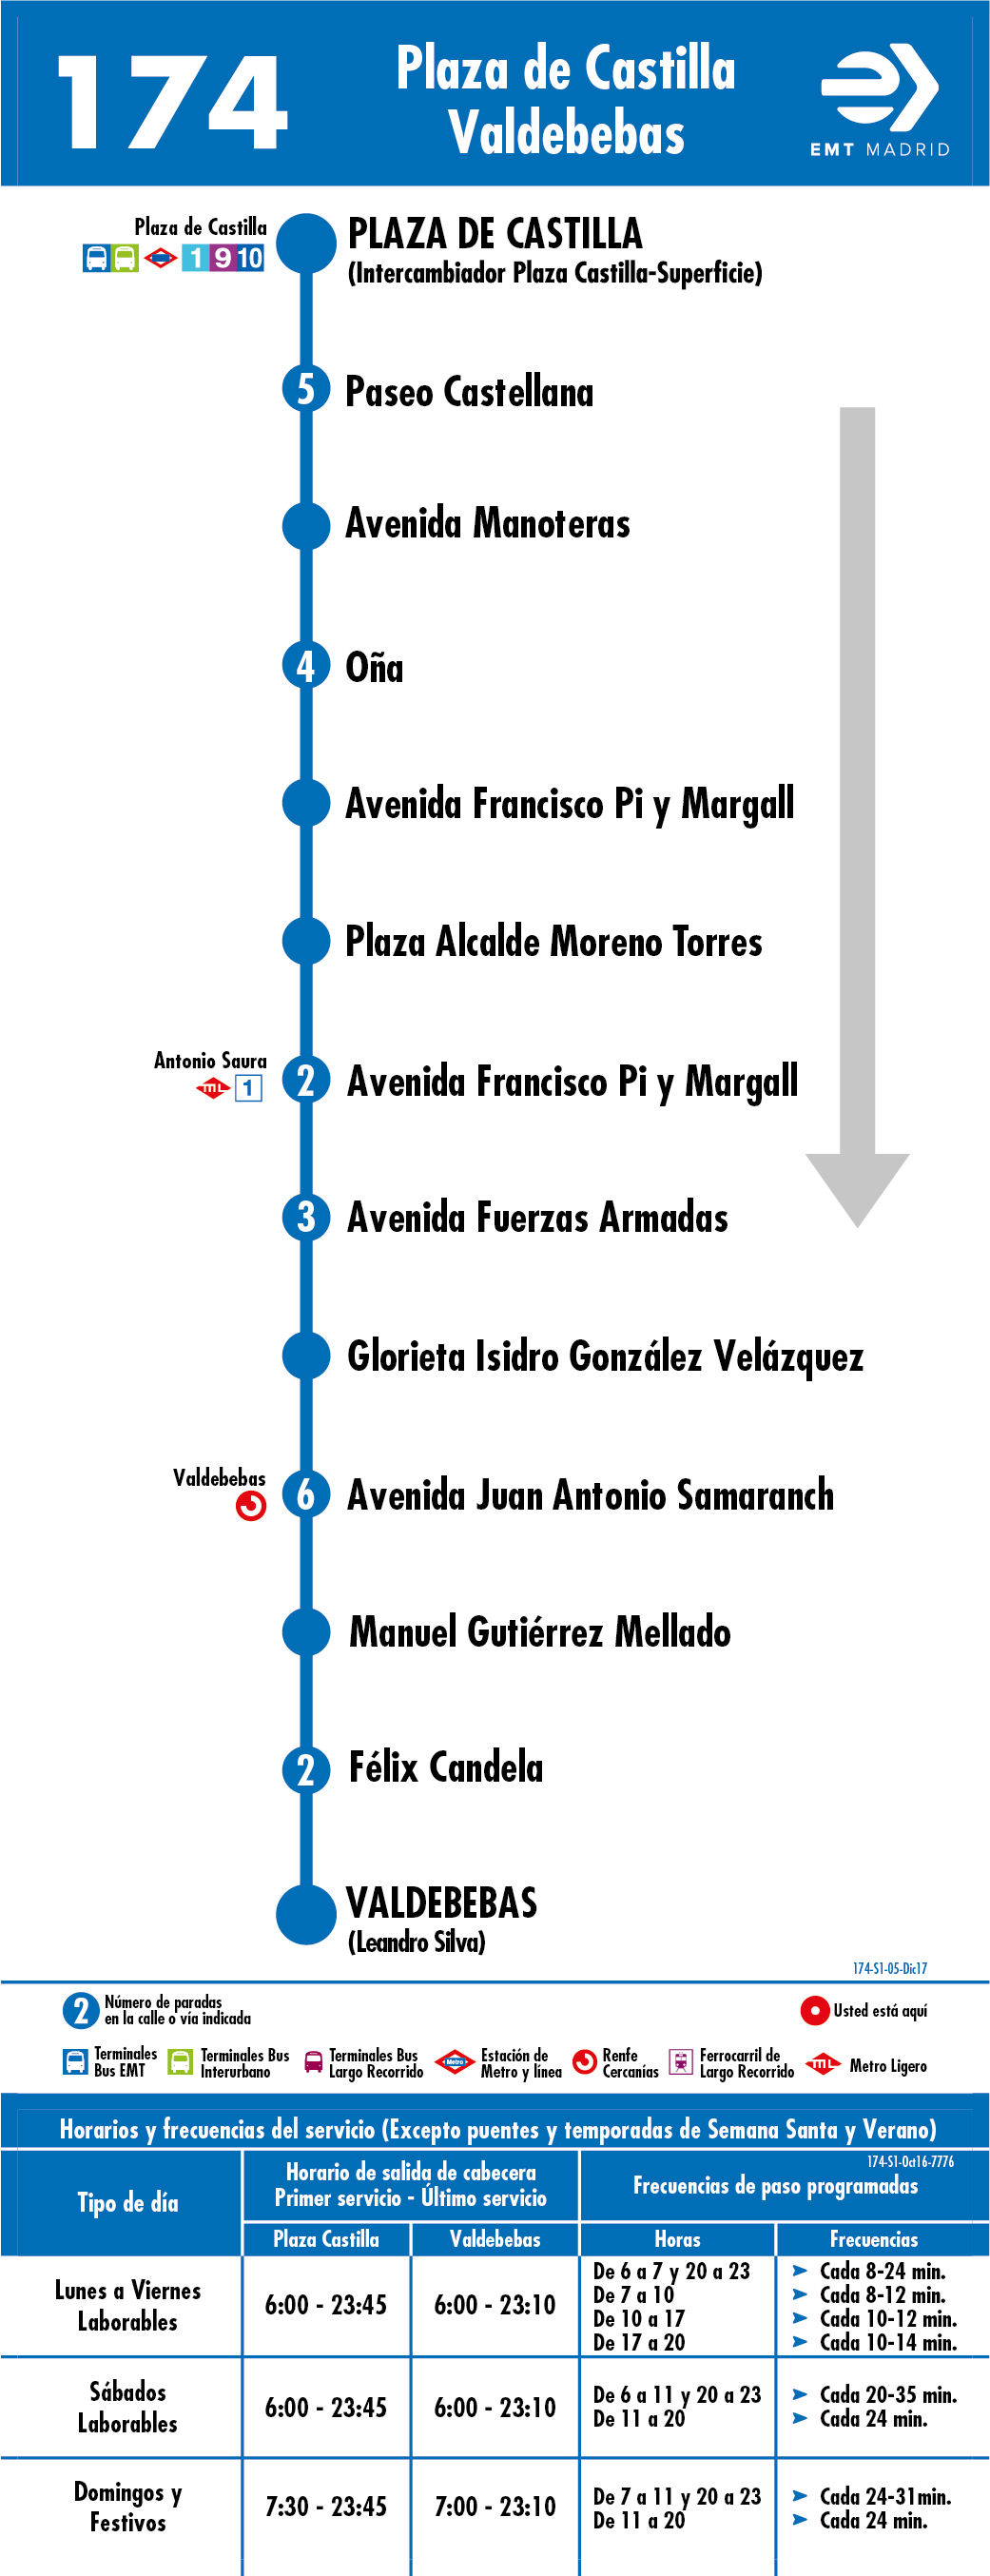 174
Plaza de Castilla
Valdebebas
EMT MADRID
Plaza de Castilla
1 9 10
PLAZA DE CASTILLA
(Intercambiador Plaza Castilla-Superficie)
5 Paseo Castellana
Avenida Manoteras
4 Oña
Avenida Francisco Pi y Margall
Plaza Alcalde Moreno Torres
Antonio Saura
ML 1
2 Avenida Francisco Pi y Margall
3 Avenida Fuerzas Armadas
Glorieta Isidro González Velázquez
Valdebebas
6 Avenida Juan Antonio Samaranch
Manuel Gutiérrez Mellado
2 Félix Candela
VALDEBEBAS
(Leandro Silva)
174-S1-05-Dic17
2 Número de paradas
en la calle o vía indicada
Usted está aquí
Terminales
Bus EMT
Terminales Bus
Interurbano
Terminales Bus
Largo Recorrido
Metro
Estación de
Metro y línea
Renfe
Cercanías
Ferrocarril de
Largo Recorrido
ML Metro Ligero
Horarios y frecuencias del servicio (Excepto puentes y temporadas de Semana Santa y Verano)
174-S1-Oct16-7776
Tipo de día
Horario de salida de cabecera
Primer servicio - Último servicio
Frecuencias de paso programadas
Plaza Castilla
Valdebebas
Horas
Frecuencias
Lunes a Viernes
Laborables
6:00 - 23:45
6:00 - 23:10
De 6 a 7 y 20 a 23 ➤ Cada 8-24 min.
De 7 a 10 ➤ Cada 8-12 min.
De 10 a 17 ➤ Cada 10-12 min.
De 17 a 20 ➤ Cada 10-14 min.
Sábados
Laborables
6:00 - 23:45
6:00 - 23:10
De 6 a 11 y 20 a 23 ➤ Cada 20-35 min.
De 11 a 20 ➤ Cada 24 min.
Domingos y
Festivos
7:30 - 23:45
7:00 - 23:10
De 7 a 11 y 20 a 23 ➤ Cada 24-31min.
De 11 a 20 ➤ Cada 24 min.